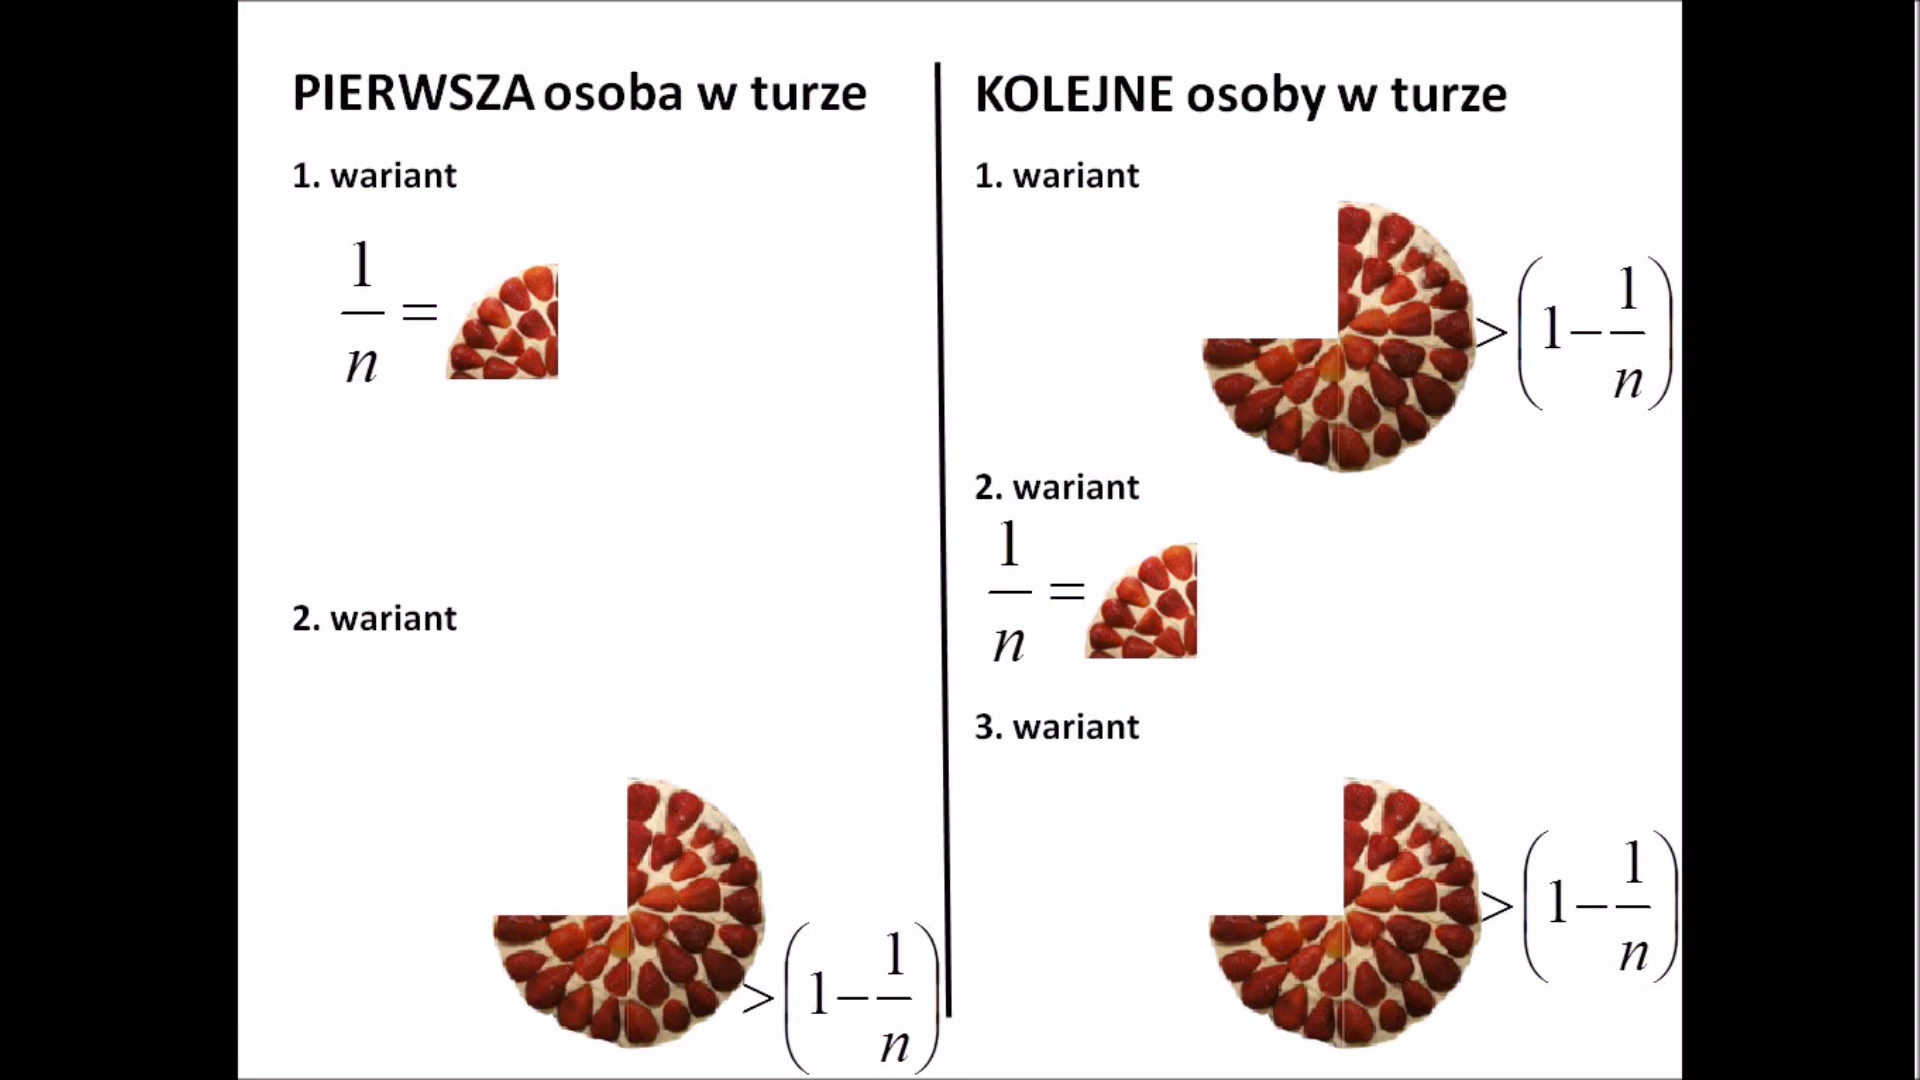 PIERWSZA osoba w turze
1. wariant
1/n =
2. wariant
> (1 − 1/n)
KOLEJNE osoby w turze
1. wariant
> (1 − 1/n)
2. wariant
1/n =
3. wariant
> (1 − 1/n)